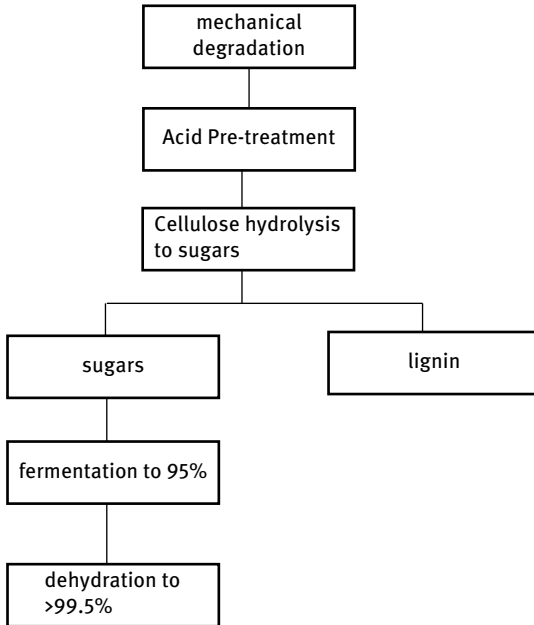 mechanical
degradation
Acid Pre-treatment
Cellulose hydrolysis
to sugars
sugars
lignin
fermentation to 95%
dehydration to
>99.5%